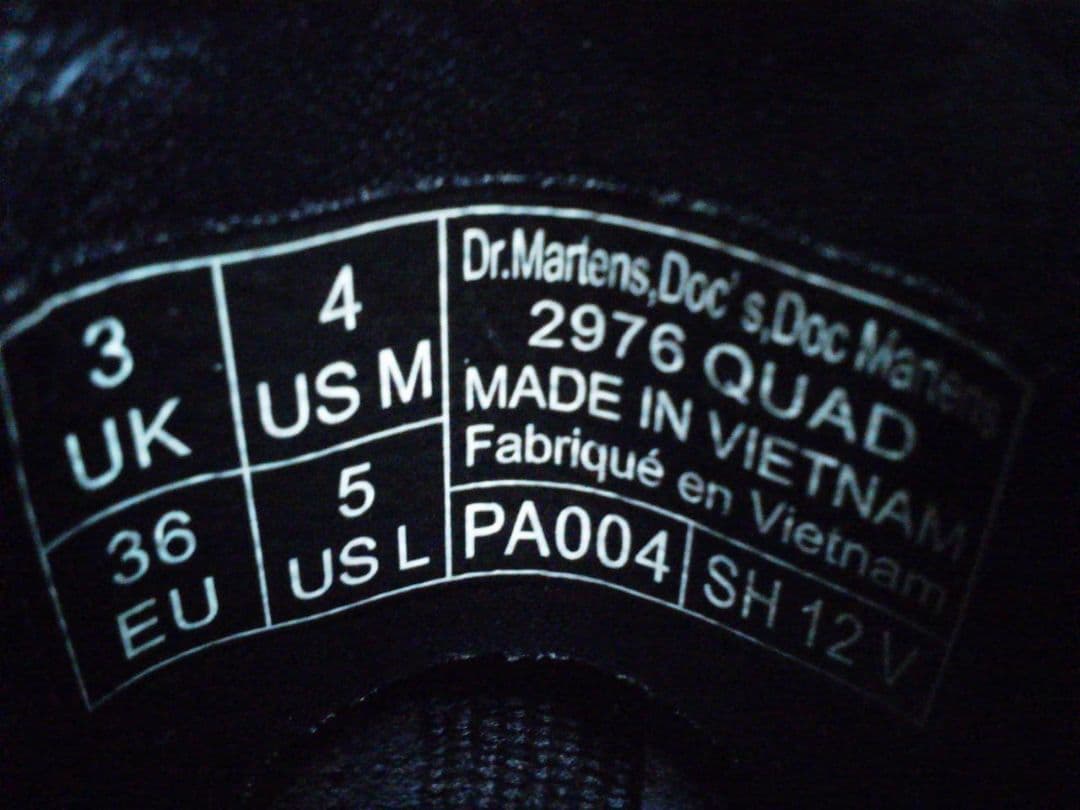 3
UK
4
US M
36
EU
5
US L
Dr.Martens,Doc's,Doc Martens
2976 QUAD
MADE IN VIETNAM
Fabriqué en Vietnam
PA004
SH 12 V